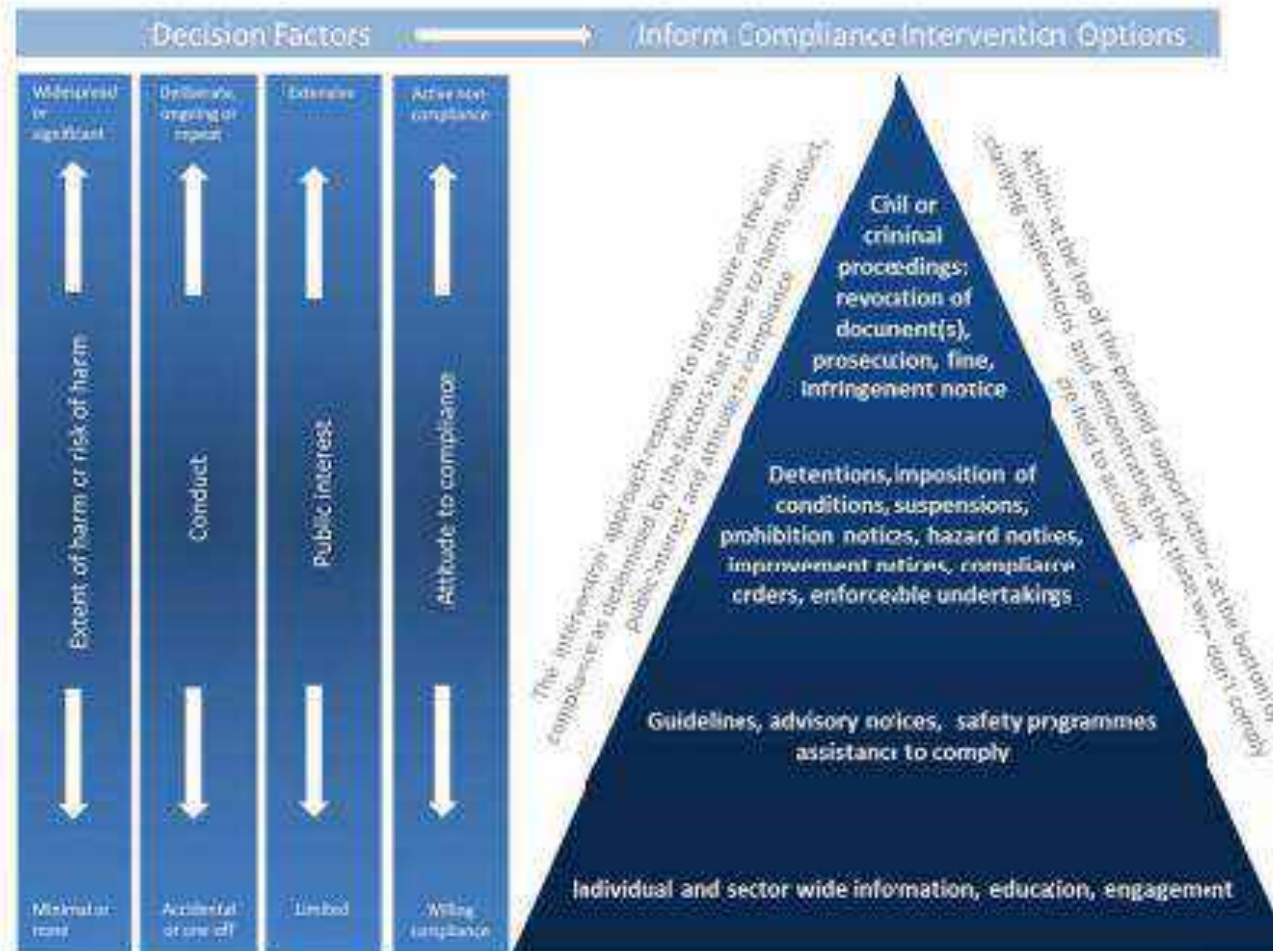 Decision Factors
Inform Compliance Intervention Options
Widespread
or
significant
Extent of harm or risk of harm
Minimal or
none
Deliberate,
ongoing or
repeat
Conduct
Accidental
or one off
Extensive
Public interest
Limited
Active non-
compliance
Attitude to compliance
Willing
compliance
The intervention approach responds to the nature of the non-
compliance as determined by the factors that relate to harm, conduct,
public interest and attitude to compliance
Civil or
criminal
proceedings:
revocation of
document(s),
prosecution, fine,
infringement notice
Detentions, imposition of
conditions, suspensions,
prohibition notices, hazard notices,
improvement notices, compliance
orders, enforceable undertakings
Guidelines, advisory notices, safety programmes
assistance to comply
Individual and sector wide information, education, engagement
Actions at the top of the pyramid support actions at the bottom by
clarifying expectations and demonstrating that those who don't comply
are held to account